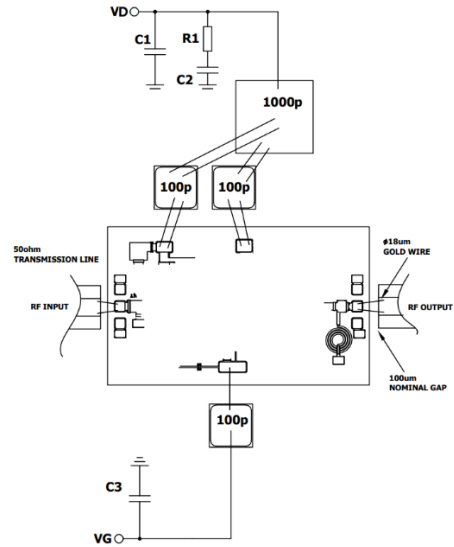 VD
C1
R1
C2
1000p
100p
100p
50ohm
TRANSMISSION LINE
RF INPUT
ø18um
GOLD WIRE
RF OUTPUT
100um
NOMINAL GAP
100p
C3
VG